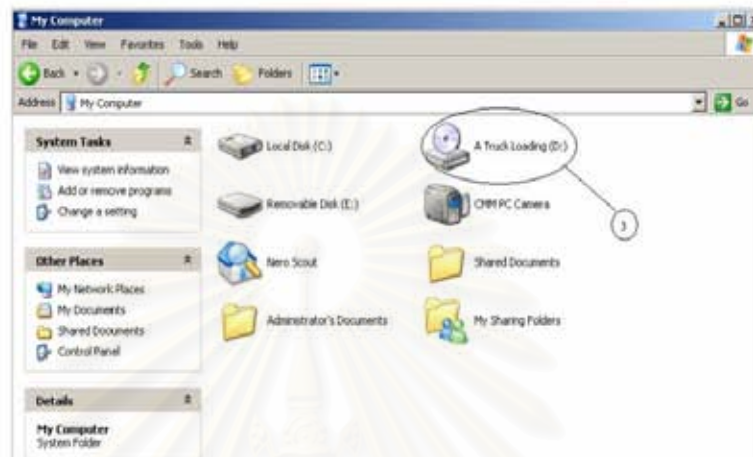 My Computer
File Edit View Favorites Tools Help
Back Search Folders
Address My Computer Go
System Tasks
View system information
Add or remove programs
Change a setting
Other Places
My Network Places
My Documents
Shared Documents
Control Panel
Details
My Computer
System Folder
Local Disk (C:)
A Truck Loading (D:)
Removable Disk (E:)
CMM PC Camera
Nero Scout
Shared Documents
Administrator's Documents
My Sharing Folders
3